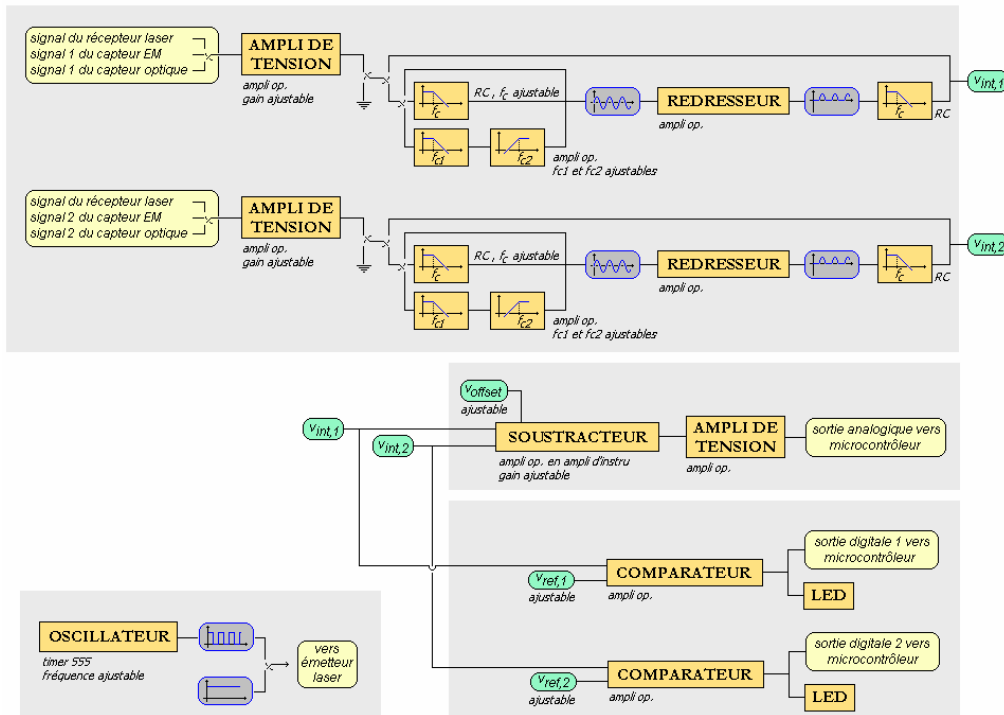 signal du récepteur laser
signal 1 du capteur EM
signal 1 du capteur optique
AMPLI DE
TENSION
ampli op.
gain ajustable
fc
RC , fc ajustable
fc1
fc2
ampli op.
fc1 et fc2 ajustables
REDRESSEUR
ampli op.
fc
RC
vint,1
signal du récepteur laser
signal 2 du capteur EM
signal 2 du capteur optique
AMPLI DE
TENSION
ampli op.
gain ajustable
fc
RC , fc ajustable
fc1
fc2
ampli op.
fc1 et fc2 ajustables
REDRESSEUR
ampli op.
fc
RC
vint,2
voffset
ajustable
vint,1
vint,2
SOUSTRACTEUR
ampli op. en ampli d'instru
gain ajustable
AMPLI DE
TENSION
ampli op.
sortie analogique vers
microcontrôleur
vref,1
ajustable
COMPARATEUR
ampli op.
sortie digitale 1 vers
microcontrôleur
LED
vref,2
ajustable
COMPARATEUR
ampli op.
sortie digitale 2 vers
microcontrôleur
LED
OSCILLATEUR
timer 555
fréquence ajustable
vers
émetteur
laser